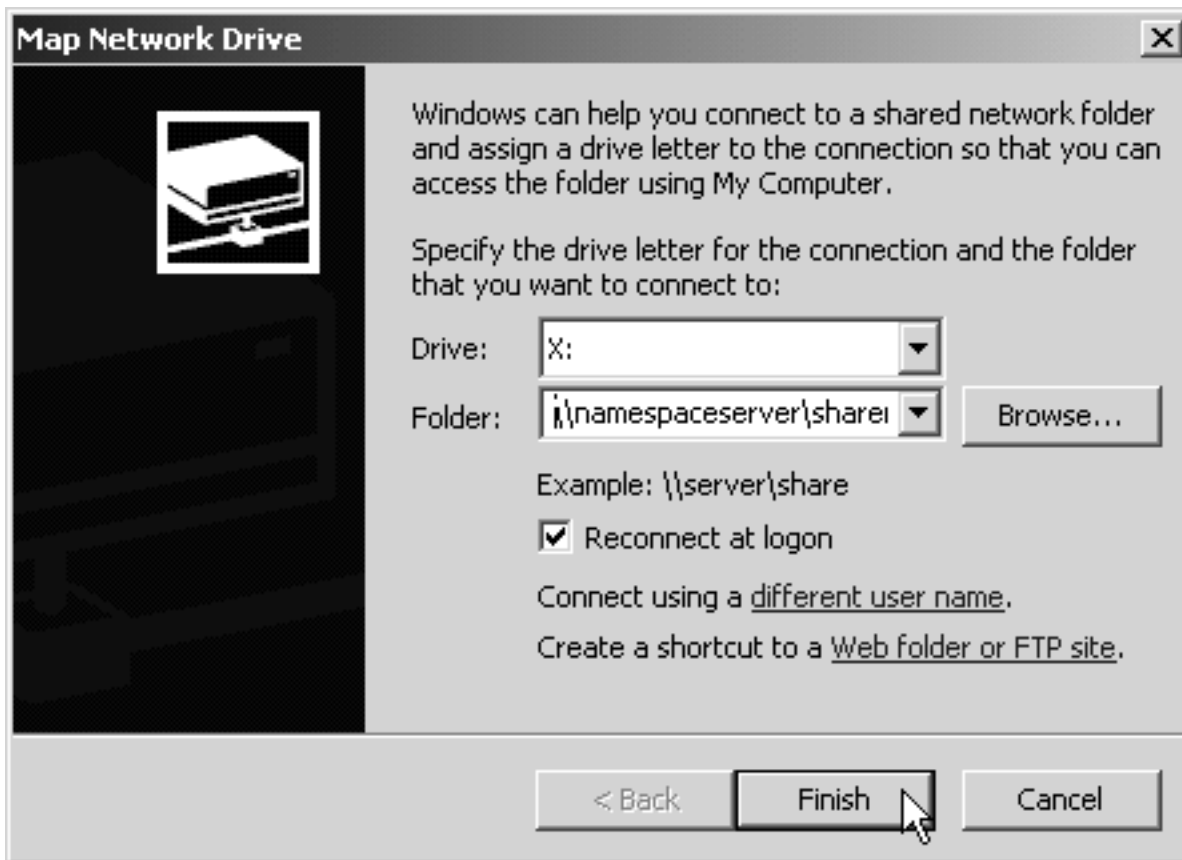 Map Network Drive
Windows can help you connect to a shared network folder
and assign a drive letter to the connection so that you can
access the folder using My Computer.
Specify the drive letter for the connection and the folder
that you want to connect to:
Drive: X:
Folder: \\namespaceserver\share Browse...
Example: \\server\share
Reconnect at logon
Connect using a different user name.
Create a shortcut to a Web folder or FTP site.
< Back Finish Cancel